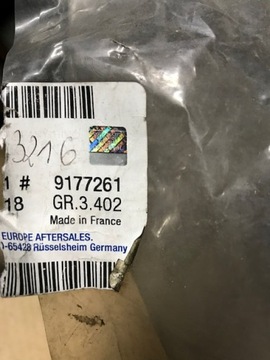 3216
1 # 9177261
18 GR.3.402
Made in France
EUROPE AFTERSALES.
D-65428 Rüsselsheim Germany